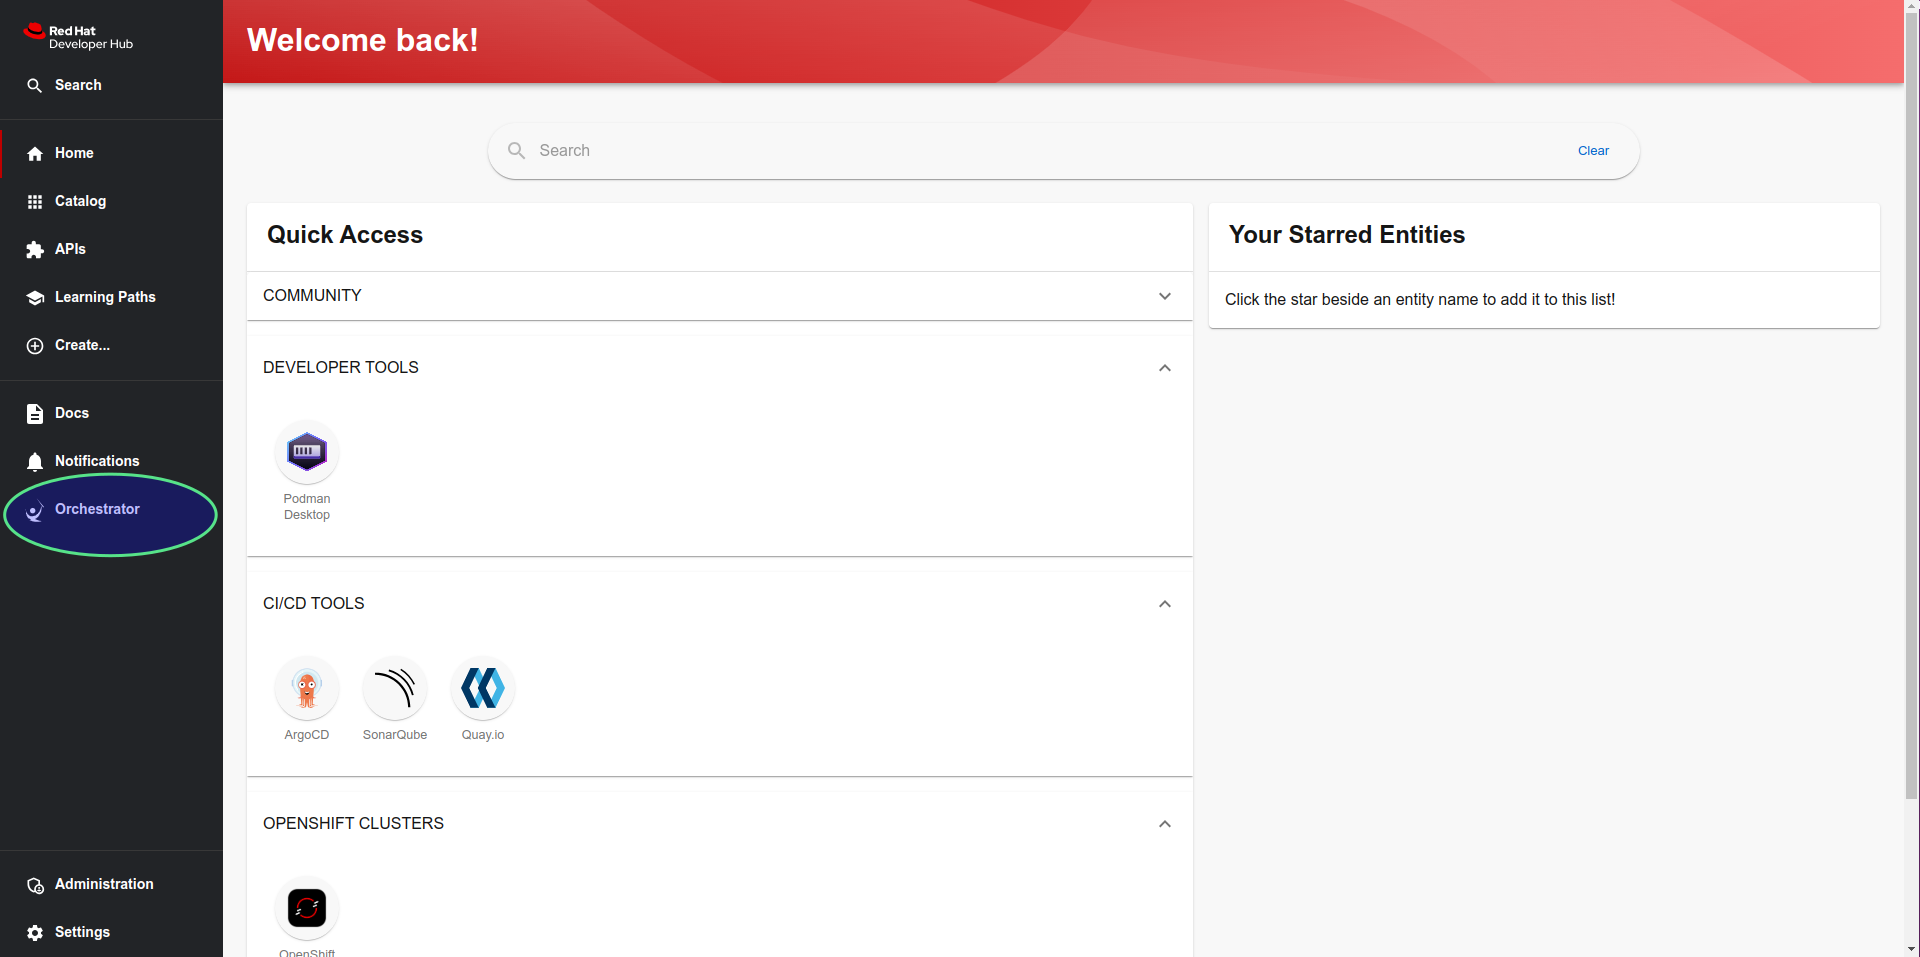 Red Hat
Developer Hub
Search
Home
Catalog
APIs
Learning Paths
Create...
Docs
Notifications
Orchestrator
Administration
Settings
Welcome back!
Search
Clear
Quick Access
COMMUNITY
DEVELOPER TOOLS
Podman
Desktop
CI/CD TOOLS
ArgoCD
SonarQube
Quay.io
OPENSHIFT CLUSTERS
OpenShift
Your Starred Entities
Click the star beside an entity name to add it to this list!